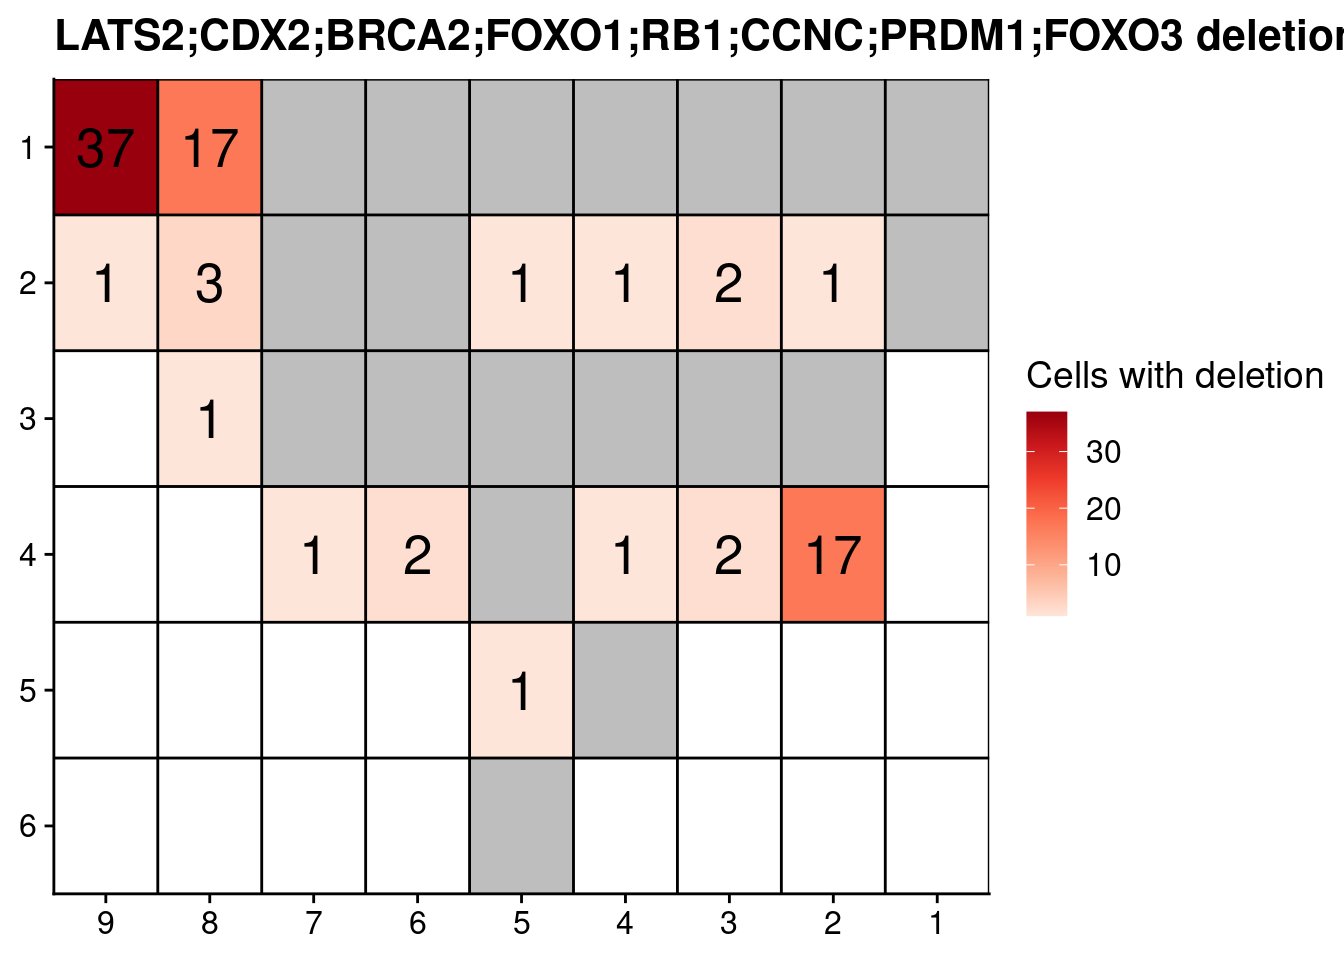 LATS2;CDX2;BRCA2;FOXO1;RB1;CCNC;PRDM1;FOXO3 deletion
1 37 17
2 1 3 1 1 2 1
3 1
Cells with deletion
30
20
10
4 1 2 1 2 17
5 1
6
9 8 7 6 5 4 3 2 1